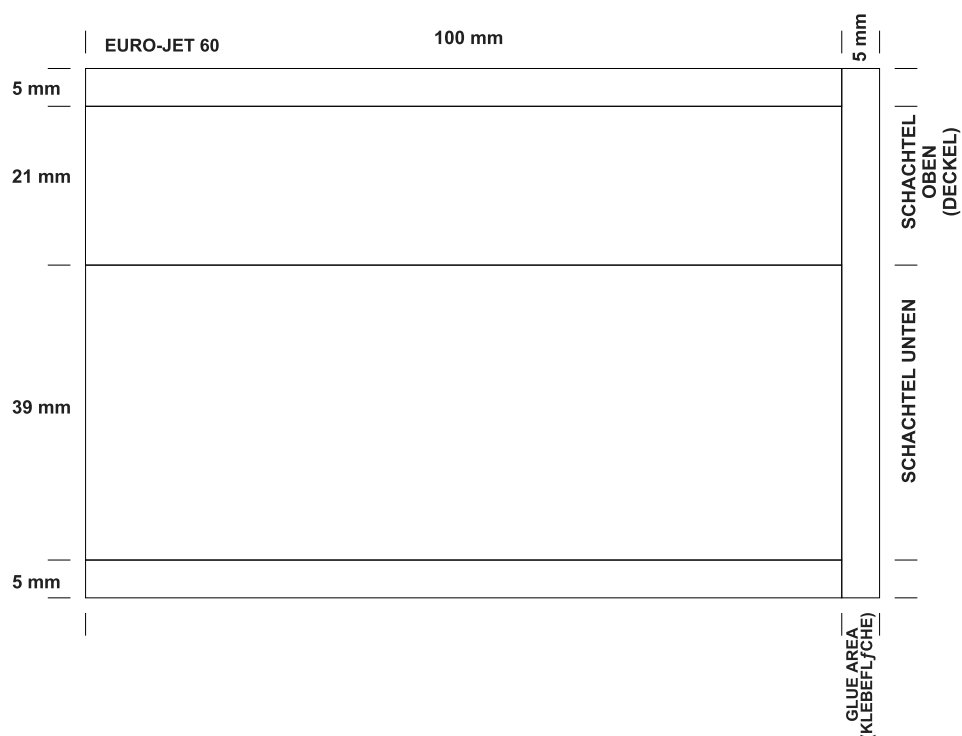 EURO-JET 60
100 mm
5 mm
5 mm
21 mm
39 mm
5 mm
SCHACHTEL
OBEN
(DECKEL)
SCHACHTEL UNTEN
GLUE AREA
(KLEBEFLƒCHE)